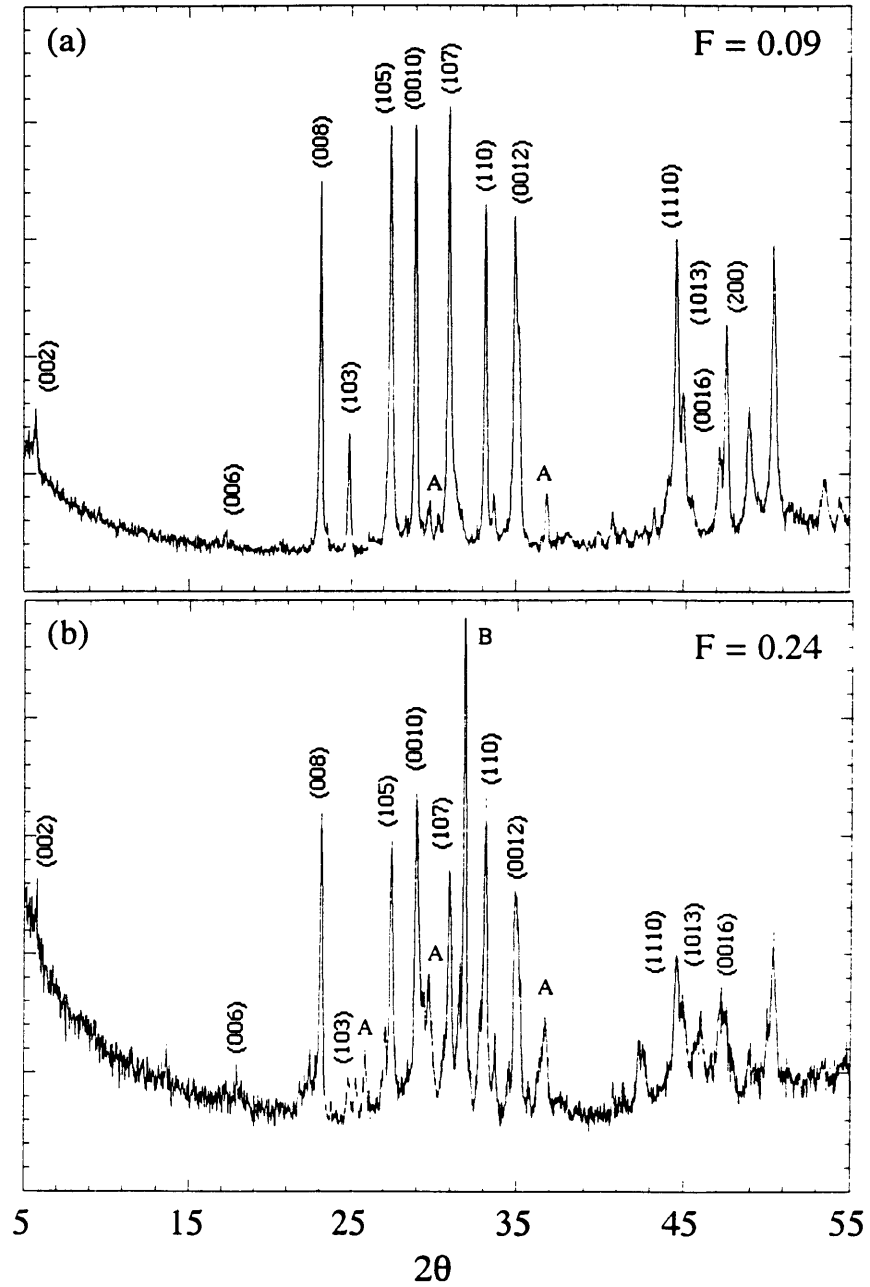 (a)
F = 0.09
(002)
(006)
(008)
(103)
(105)
(0010)
A
(107)
(110)
(0012)
A
(1110)
(0016)
(1013)
(200)
(b)
F = 0.24
(002)
(006)
(008)
(103)
A
(105)
(0010)
A
(107)
B
(110)
(0012)
A
(1110)
(1013)
(0016)
5 15 25 35 45 55
2θ